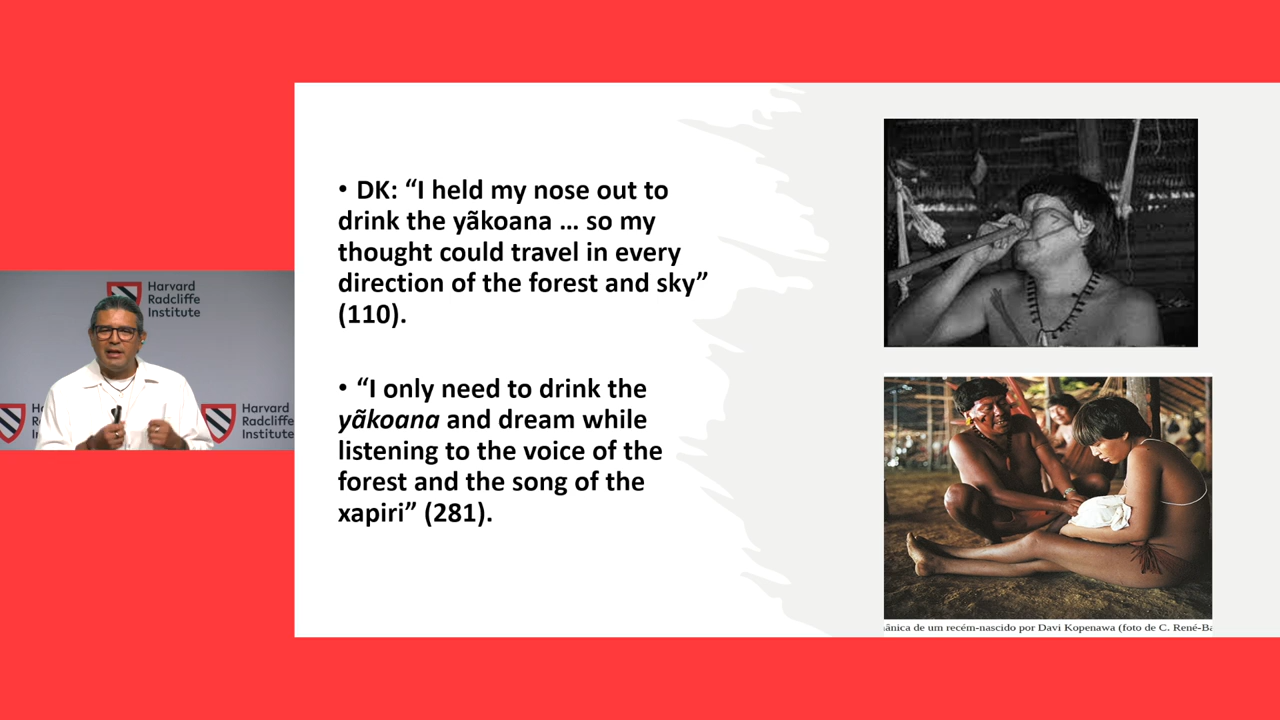 • DK: “I held my nose out to
drink the yãkoana ... so my
thought could travel in every
direction of the forest and sky”
(110).
• “I only need to drink the
yãkoana and dream while
listening to the voice of the
forest and the song of the
xapiri” (281).
de um recém-nascido por Davi Kopenawa (foto de C.
Harvard
Radcliffe
Institute
Harvard
Radcliffe
Institute